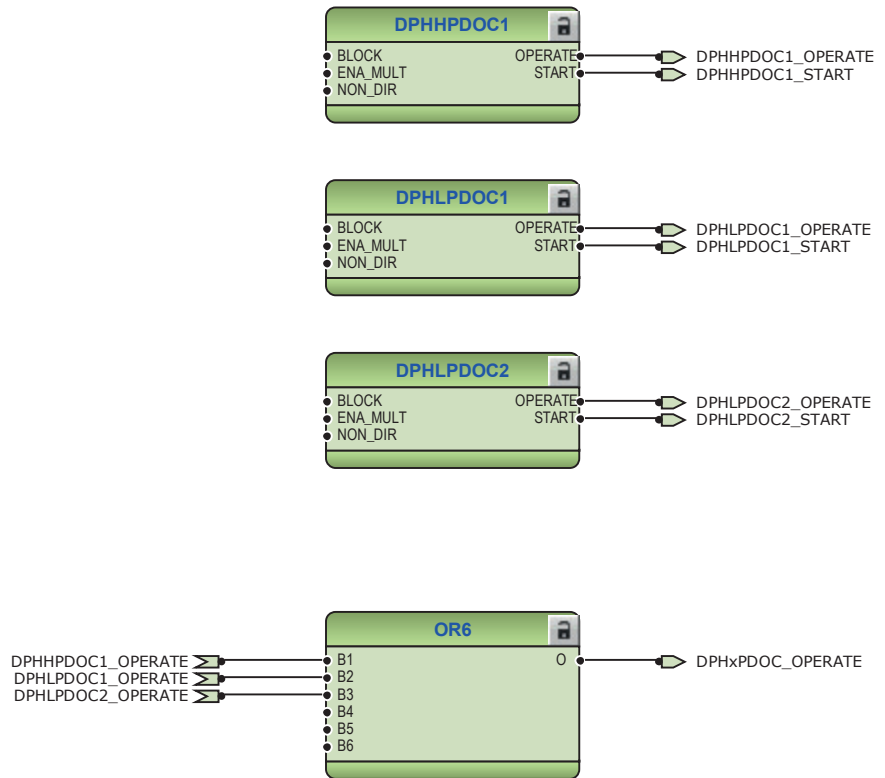 DPHHPDOC1
BLOCK OPERATE DPHHPDOC1_OPERATE
ENA_MULT START DPHHPDOC1_START
NON_DIR
DPHLPDOC1
BLOCK OPERATE DPHLPDOC1_OPERATE
ENA_MULT START DPHLPDOC1_START
NON_DIR
DPHLPDOC2
BLOCK OPERATE DPHLPDOC2_OPERATE
ENA_MULT START DPHLPDOC2_START
NON_DIR
OR6
DPHHPDOC1_OPERATE B1 O DPHxPDOC_OPERATE
DPHLPDOC1_OPERATE B2
DPHLPDOC2_OPERATE B3
B4
B5
B6